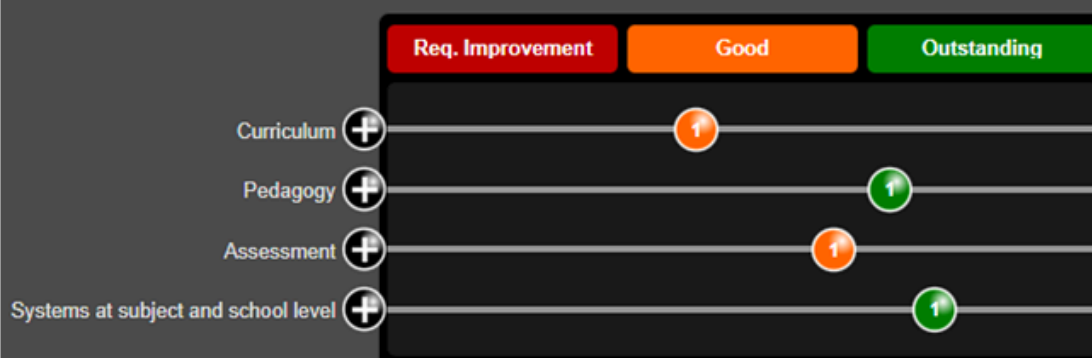 Req. Improvement Good Outstanding
Curriculum 1
Pedagogy 1
Assessment 1
Systems at subject and school level 1